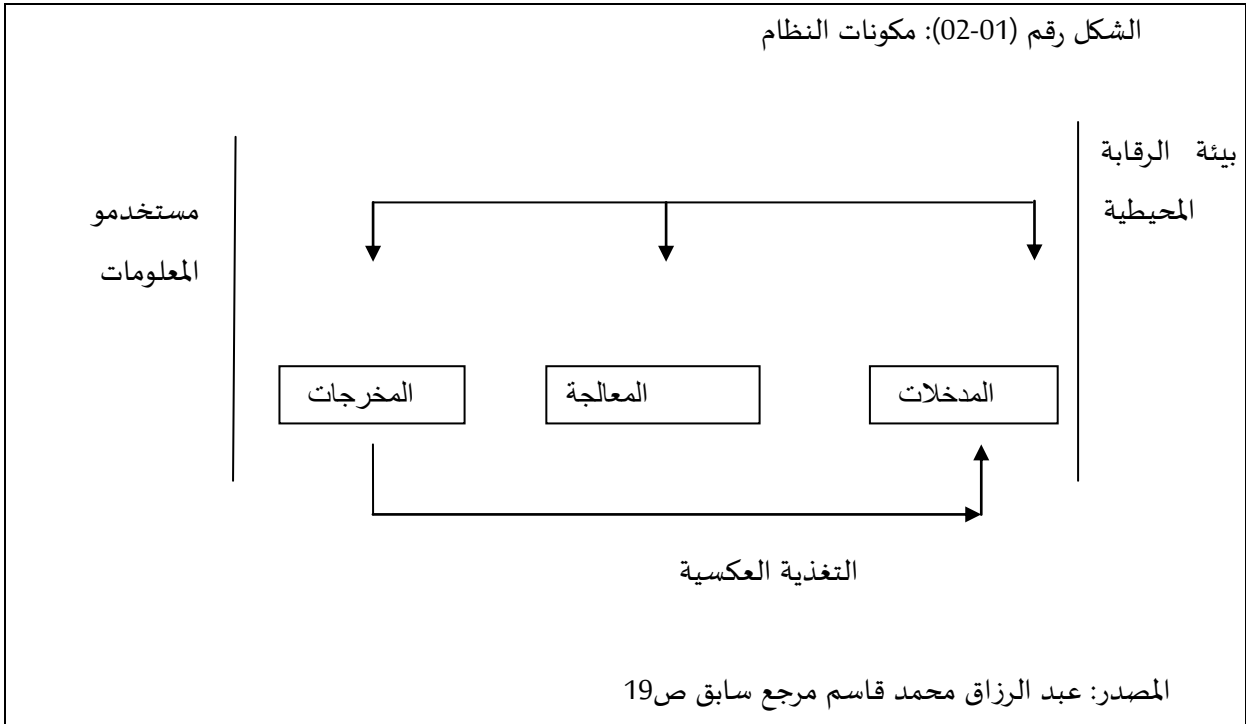 الشكل رقم (01-02): مكونات النظام
بيئة الرقابة
المحيطية
مستخدمو
المعلومات
المدخلات
المعالجة
المخرجات
التغذية العكسية
المصدر: عبد الرزاق محمد قاسم مرجع سابق ص19